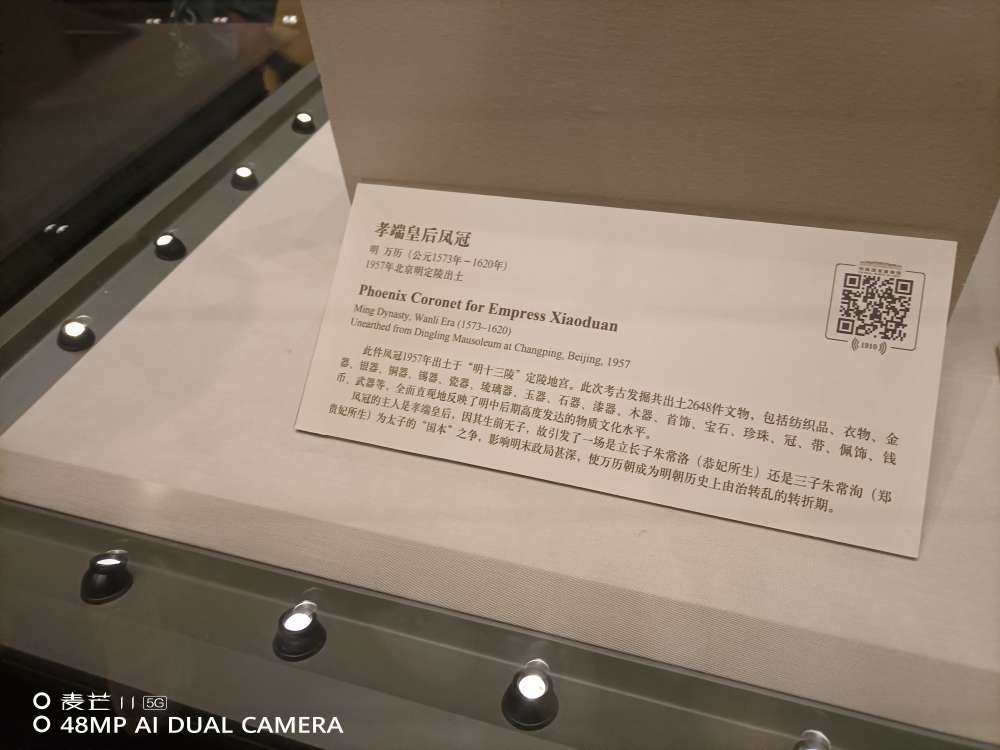 孝端皇后凤冠
明 万历（公元1573年－1620年）
1957年北京明定陵出土
Phoenix Coronet for Empress Xiaoduan
Ming Dynasty, Wanli Era (1573–1620)
Unearthed from Dingling Mausoleum at Changping, Beijing, 1957
此件凤冠1957年出土于“明十三陵”定陵地宫。此次考古发掘共出土2648件文物，包括纺织品、衣物、金
器、银器、铜器、锡器、瓷器、琉璃器、玉器、石器、漆器、木器、首饰、宝石、珍珠、冠、带、佩饰、钱
币、武器等，全面直观地反映了明中后期高度发达的物质文化水平。
凤冠的主人是孝端皇后，因其生前无子，故引发了一场是立长子朱常洛（恭妃所生）还是三子朱常洵（郑
贵妃所生）为太子的“国本”之争，影响明末政局甚深，使万历朝成为明朝历史上由治转乱的转折期。
1910
麦芒 11 5G
48MP AI DUAL CAMERA